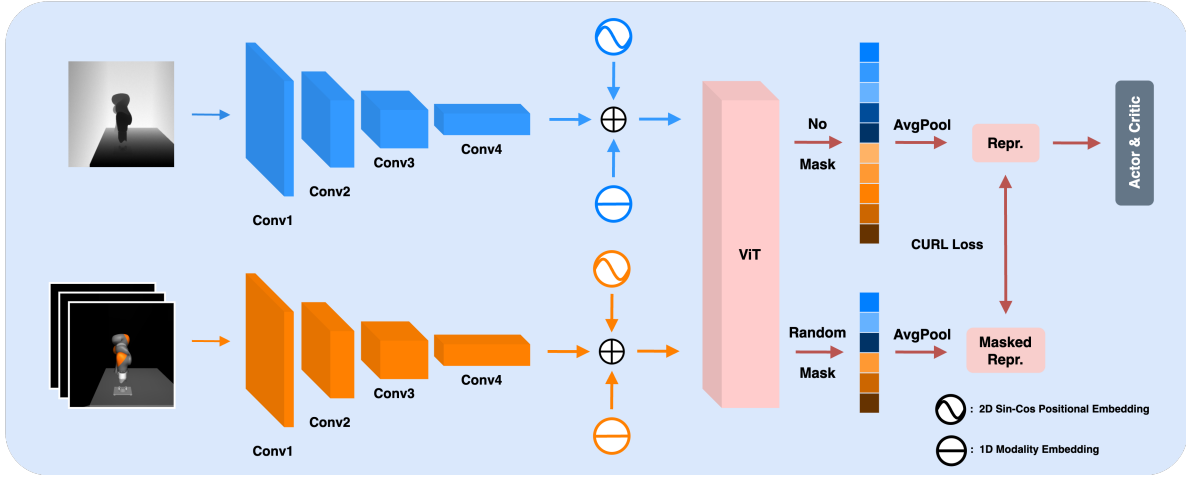 Conv1
Conv2
Conv3
Conv4
Conv1
Conv2
Conv3
Conv4
ViT
No
Mask
AvgPool
Repr.
Actor & Critic
CURL Loss
Random
Mask
AvgPool
Masked
Repr.
: 2D Sin-Cos Positional Embedding
: 1D Modality Embedding